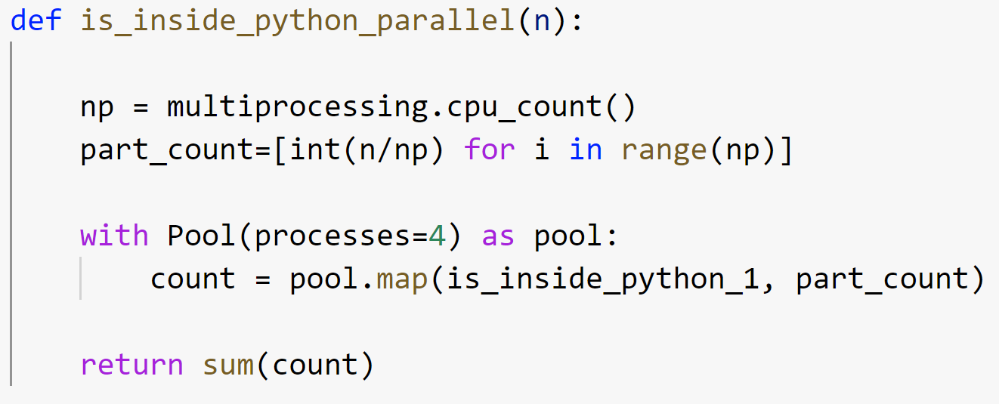 def is_inside_python_parallel(n):
    np = multiprocessing.cpu_count()
    part_count=[int(n/np) for i in range(np)]
    with Pool(processes=4) as pool:
        count = pool.map(is_inside_python_1, part_count)
    return sum(count)